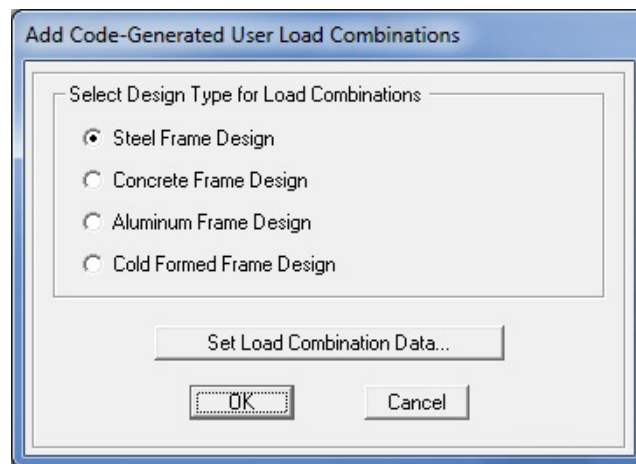 Add Code-Generated User Load Combinations
Select Design Type for Load Combinations
Steel Frame Design
Concrete Frame Design
Aluminum Frame Design
Cold Formed Frame Design
Set Load Combination Data...
OK Cancel